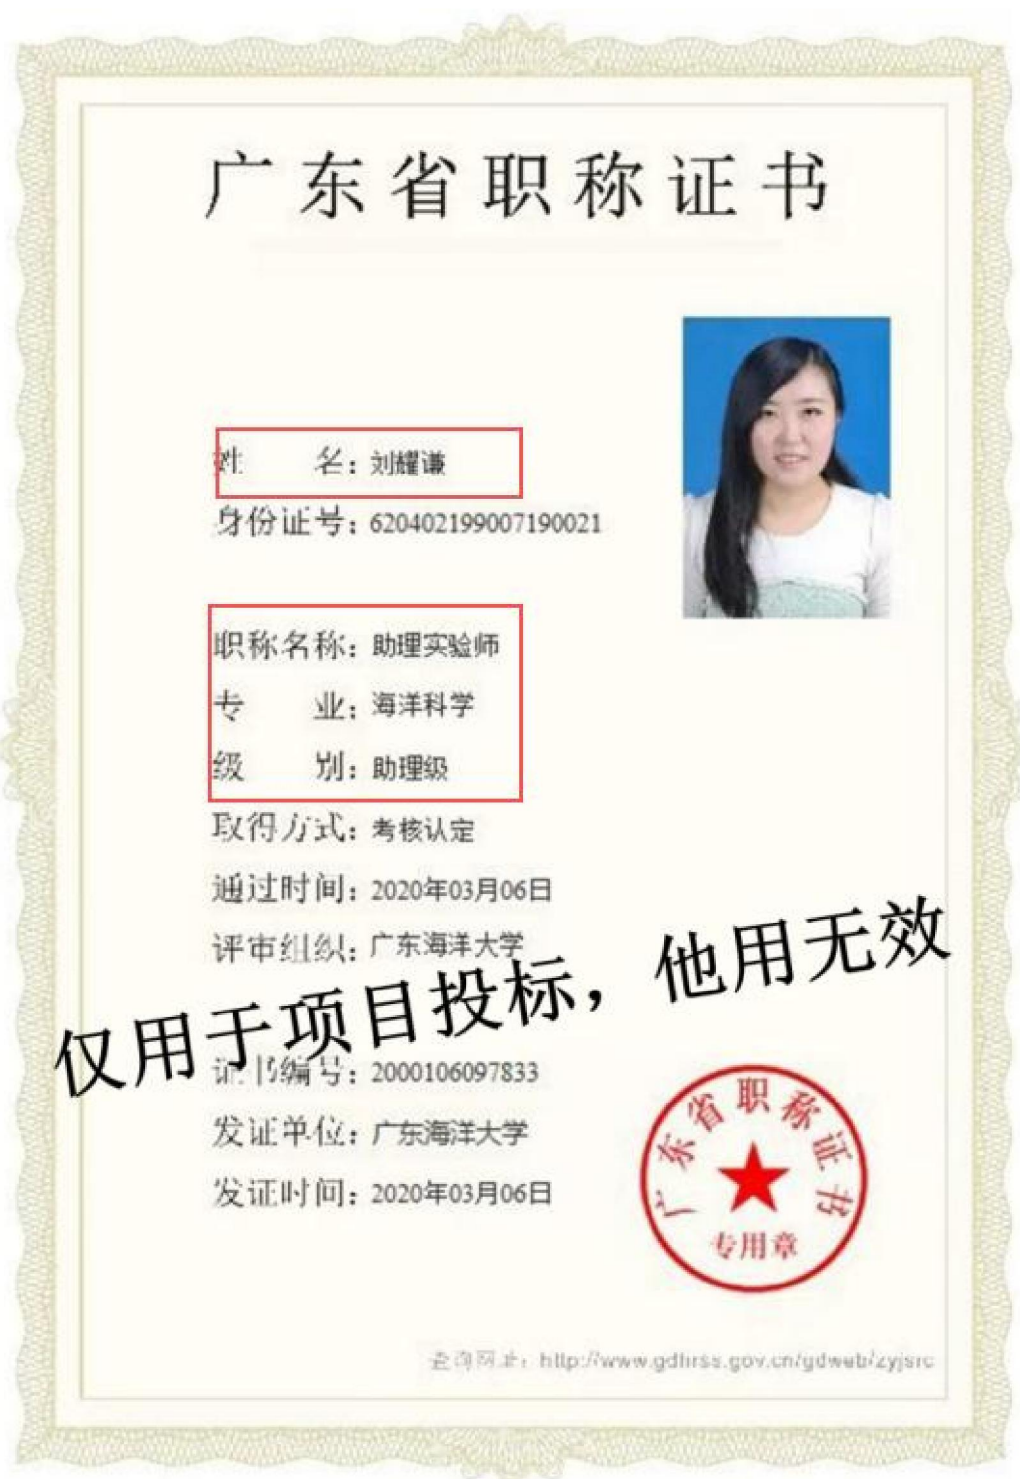 广东省职称证书
姓 名：刘耀谦
身份证号：620402199007190021
职称名称：助理实验师
专 业：海洋科学
级 别：助理级
取得方式：考核认定
通过时间：2020年03月06日
评审组织：广东海洋大学
仅用于项目投标，他用无效
证书编号：2000106097833
发证单位：广东海洋大学
发证时间：2020年03月06日
广东省职称证书
专用章
查询网址：http://www.gdhrss.gov.cn/gdweb/zyjsrc